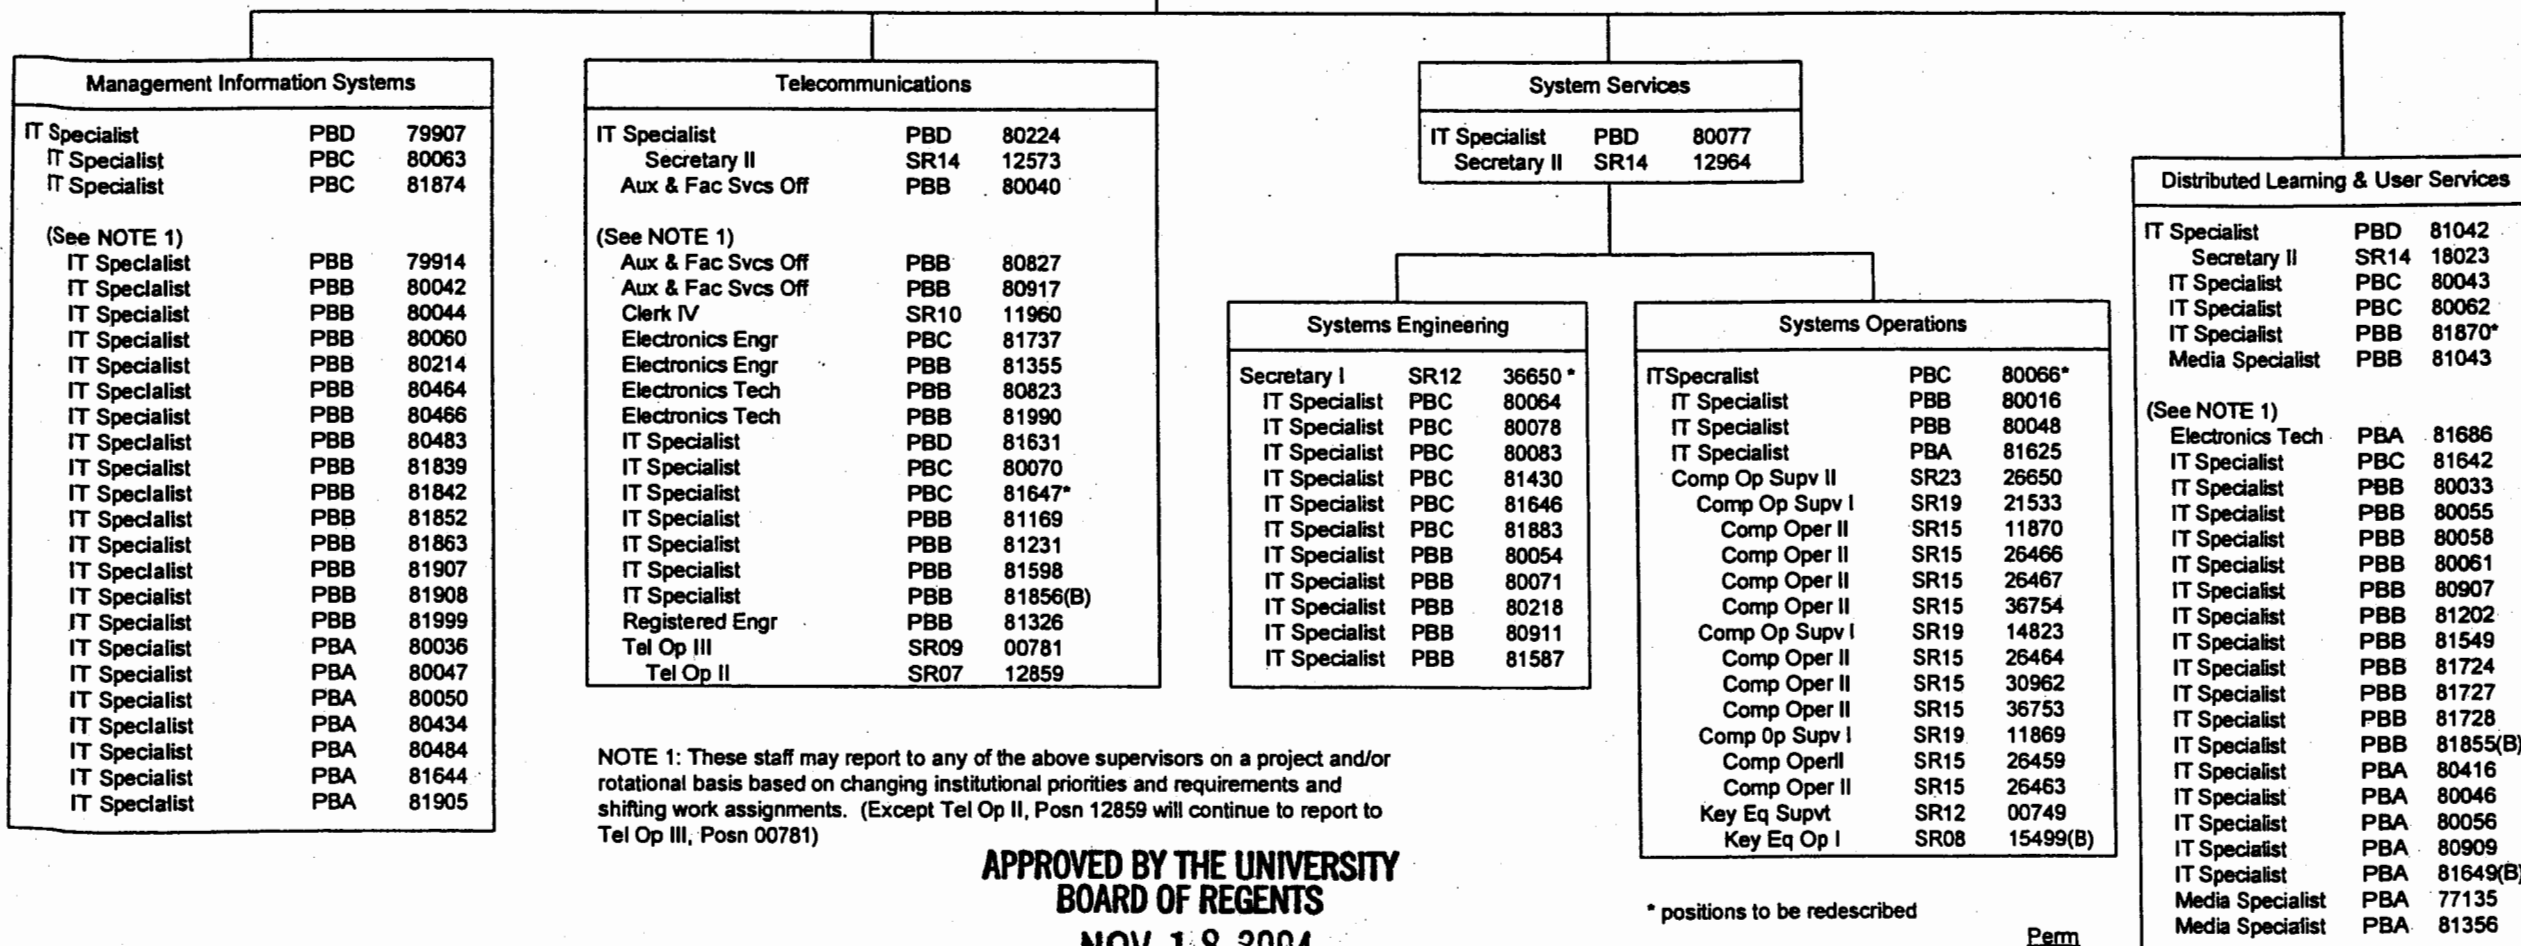 Management Information Systems
IT Specialist PBD 79907
IT Specialist PBC 80063
IT Specialist PBC 81874
(See NOTE 1)
IT Specialist PBB 79914
IT Specialist PBB 80042
IT Specialist PBB 80044
IT Specialist PBB 80060
IT Specialist PBB 80214
IT Specialist PBB 80464
IT Specialist PBB 80466
IT Specialist PBB 80483
IT Specialist PBB 81839
IT Specialist PBB 81842
IT Specialist PBB 81852
IT Specialist PBB 81863
IT Specialist PBB 81907
IT Specialist PBB 81908
IT Specialist PBB 81999
IT Specialist PBA 80036
IT Specialist PBA 80047
IT Specialist PBA 80050
IT Specialist PBA 80434
IT Specialist PBA 80484
IT Specialist PBA 81644
IT Specialist PBA 81905
Telecommunications
IT Specialist PBD 80224
Secretary II SR14 12573
Aux & Fac Svcs Off PBB 80040
(See NOTE 1)
Aux & Fac Svcs Off PBB 80827
Aux & Fac Svcs Off PBB 80917
Clerk IV SR10 11960
Electronics Engr PBC 81737
Electronics Engr PBB 81355
Electronics Tech PBB 80823
Electronics Tech PBB 81990
IT Specialist PBD 81631
IT Specialist PBC 80070
IT Specialist PBC 81647*
IT Specialist PBB 81169
IT Specialist PBB 81231
IT Specialist PBB 81598
IT Specialist PBB 81856(B)
Registered Engr PBB 81326
Tel Op III SR09 00781
Tel Op II SR07 12859
System Services
IT Specialist PBD 80077
Secretary II SR14 12964
Systems Engineering
Secretary I SR12 36650 *
IT Specialist PBC 80064
IT Specialist PBC 80078
IT Specialist PBC 80083
IT Specialist PBC 81430
IT Specialist PBC 81646
IT Specialist PBC 81883
IT Specialist PBB 80054
IT Specialist PBB 80071
IT Specialist PBB 80218
IT Specialist PBB 80911
IT Specialist PBB 81587
Systems Operations
ITSpecralist PBC 80066*
IT Specialist PBB 80016
IT Specialist PBB 80048
IT Specialist PBA 81625
Comp Op Supv II SR23 26650
Comp Op Supv I SR19 21533
Comp Oper II SR15 11870
Comp Oper II SR15 26466
Comp Oper II SR15 26467
Comp Oper II SR15 36754
Comp Op Supv I SR19 14823
Comp Oper II SR15 26464
Comp Oper II SR15 30962
Comp Oper II SR15 36753
Comp 0p Supv I SR19 11869
Comp OperII SR15 26459
Comp Oper II SR15 26463
Key Eq Supvt SR12 00749
Key Eq Op I SR08 15499(B)
Distributed Learning & User Services
IT Specialist PBD 81042
Secretary II SR14 18023
IT Specialist PBC 80043
IT Specialist PBC 80062
IT Specialist PBB 81870*
Media Specialist PBB 81043
(See NOTE 1)
Electronics Tech PBA 81686
IT Specialist PBC 81642
IT Specialist PBB 80033
IT Specialist PBB 80055
IT Specialist PBB 80058
IT Specialist PBB 80061
IT Specialist PBB 80907
IT Specialist PBB 81202
IT Specialist PBB 81549
IT Specialist PBB 81724
IT Specialist PBB 81727
IT Specialist PBB 81728
IT Specialist PBB 81855(B)
IT Specialist PBA 80416
IT Specialist PBA 80046
IT Specialist PBA 80056
IT Specialist PBA 80909
IT Specialist PBA 81649(B)
Media Specialist PBA 77135
Media Specialist PBA 81356
NOTE 1: These staff may report to any of the above supervisors on a project and/or
rotational basis based on changing institutional priorities and requirements and
shifting work assignments. (Except Tel Op II, Posn 12859 will continue to report to
Tel Op III, Posn 00781)
APPROVED BY THE UNIVERSITY
BOARD OF REGENTS
NOV 18 2004
* positions to be redescribed
Perm